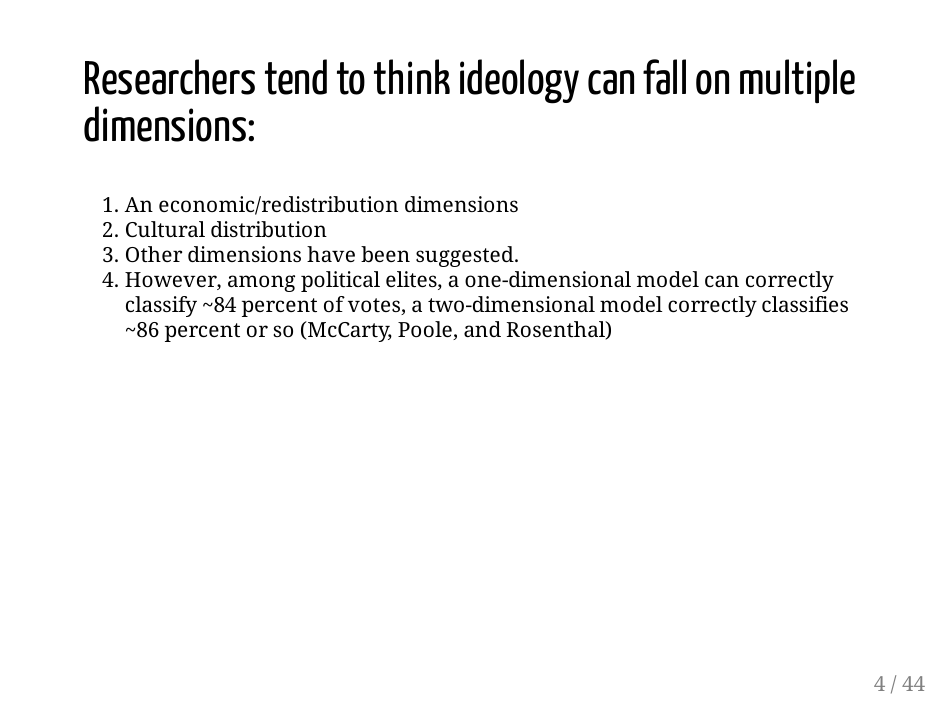 Researchers tend to think ideology can fall on multiple
dimensions:
1. An economic/redistribution dimensions
2. Cultural distribution
3. Other dimensions have been suggested.
4. However, among political elites, a one-dimensional model can correctly
classify ~84 percent of votes, a two-dimensional model correctly classifies
~86 percent or so (McCarty, Poole, and Rosenthal)
4 / 44